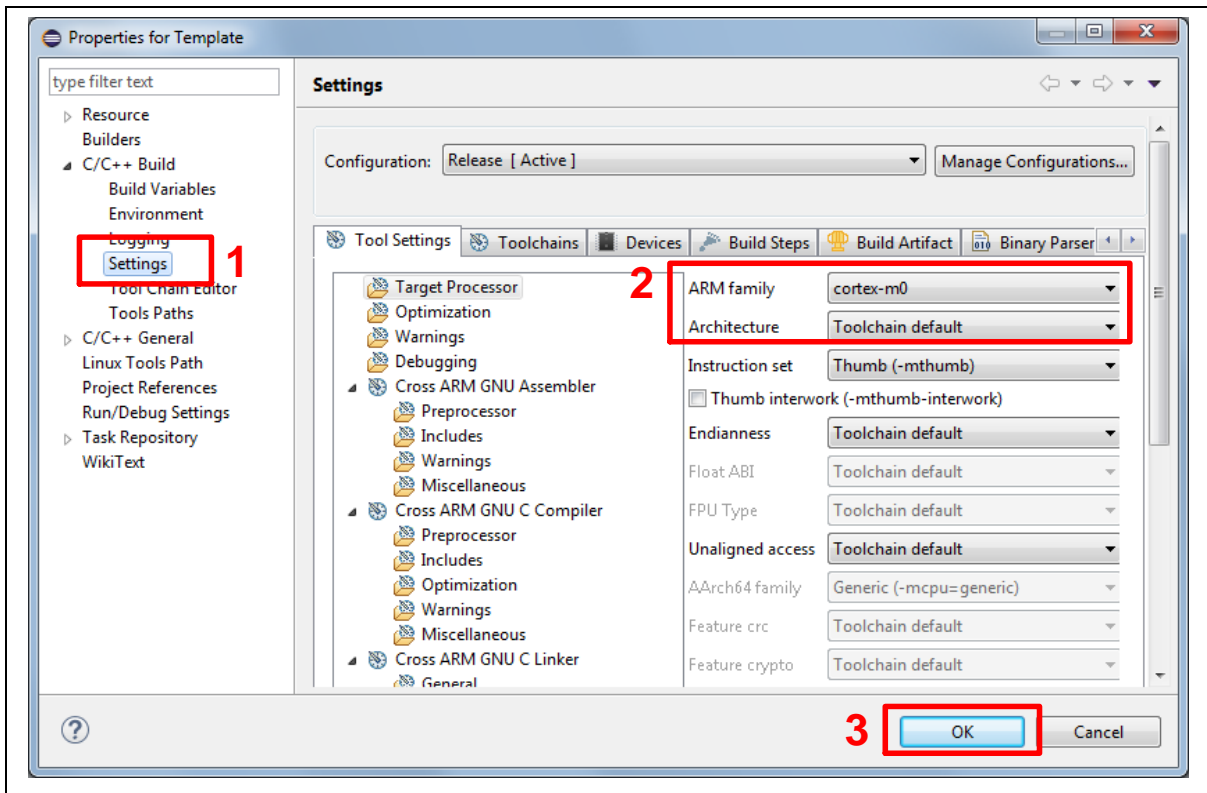 Properties for Template
type filter text
Resource
Builders
C/C++ Build
Build Variables
Environment
Logging
Settings
1
Tool Chain Editor
Tools Paths
C/C++ General
Linux Tools Path
Project References
Run/Debug Settings
Task Repository
WikiText
Settings
Configuration: Release [ Active ] Manage Configurations...
Tool Settings Toolchains Devices Build Steps Build Artifact Binary Parser
Target Processor
Optimization
Warnings
Debugging
Cross ARM GNU Assembler
Preprocessor
Includes
Warnings
Miscellaneous
Cross ARM GNU C Compiler
Preprocessor
Includes
Optimization
Warnings
Miscellaneous
Cross ARM GNU C Linker
General
2
ARM family cortex-m0
Architecture Toolchain default
Instruction set Thumb (-mthumb)
Thumb interwork (-mthumb-interwork)
Endianness Toolchain default
Float ABI Toolchain default
FPU Type Toolchain default
Unaligned access Toolchain default
AArch64 family Generic (-mcpu=generic)
Feature crc Toolchain default
Feature crypto Toolchain default
3
OK Cancel